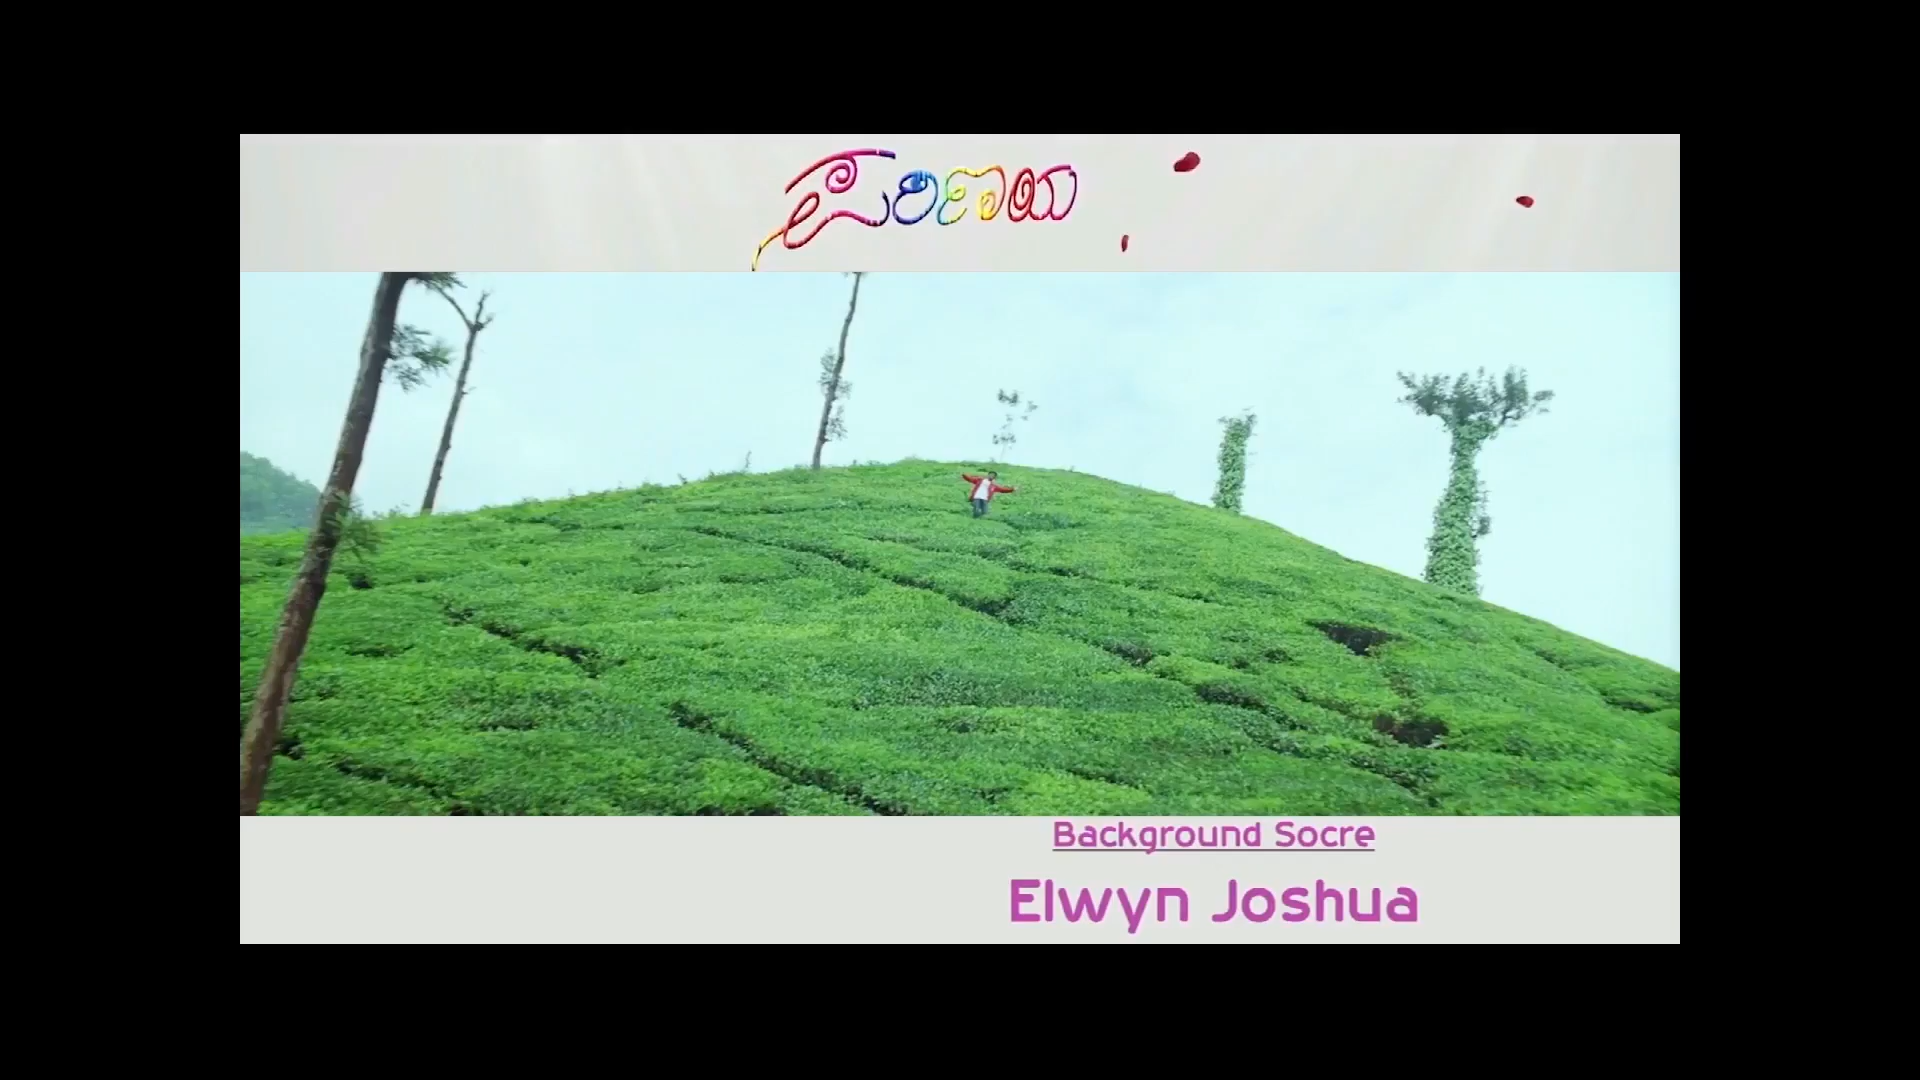 ಪರಿಣಯ
Background Socre
Elwyn Joshua